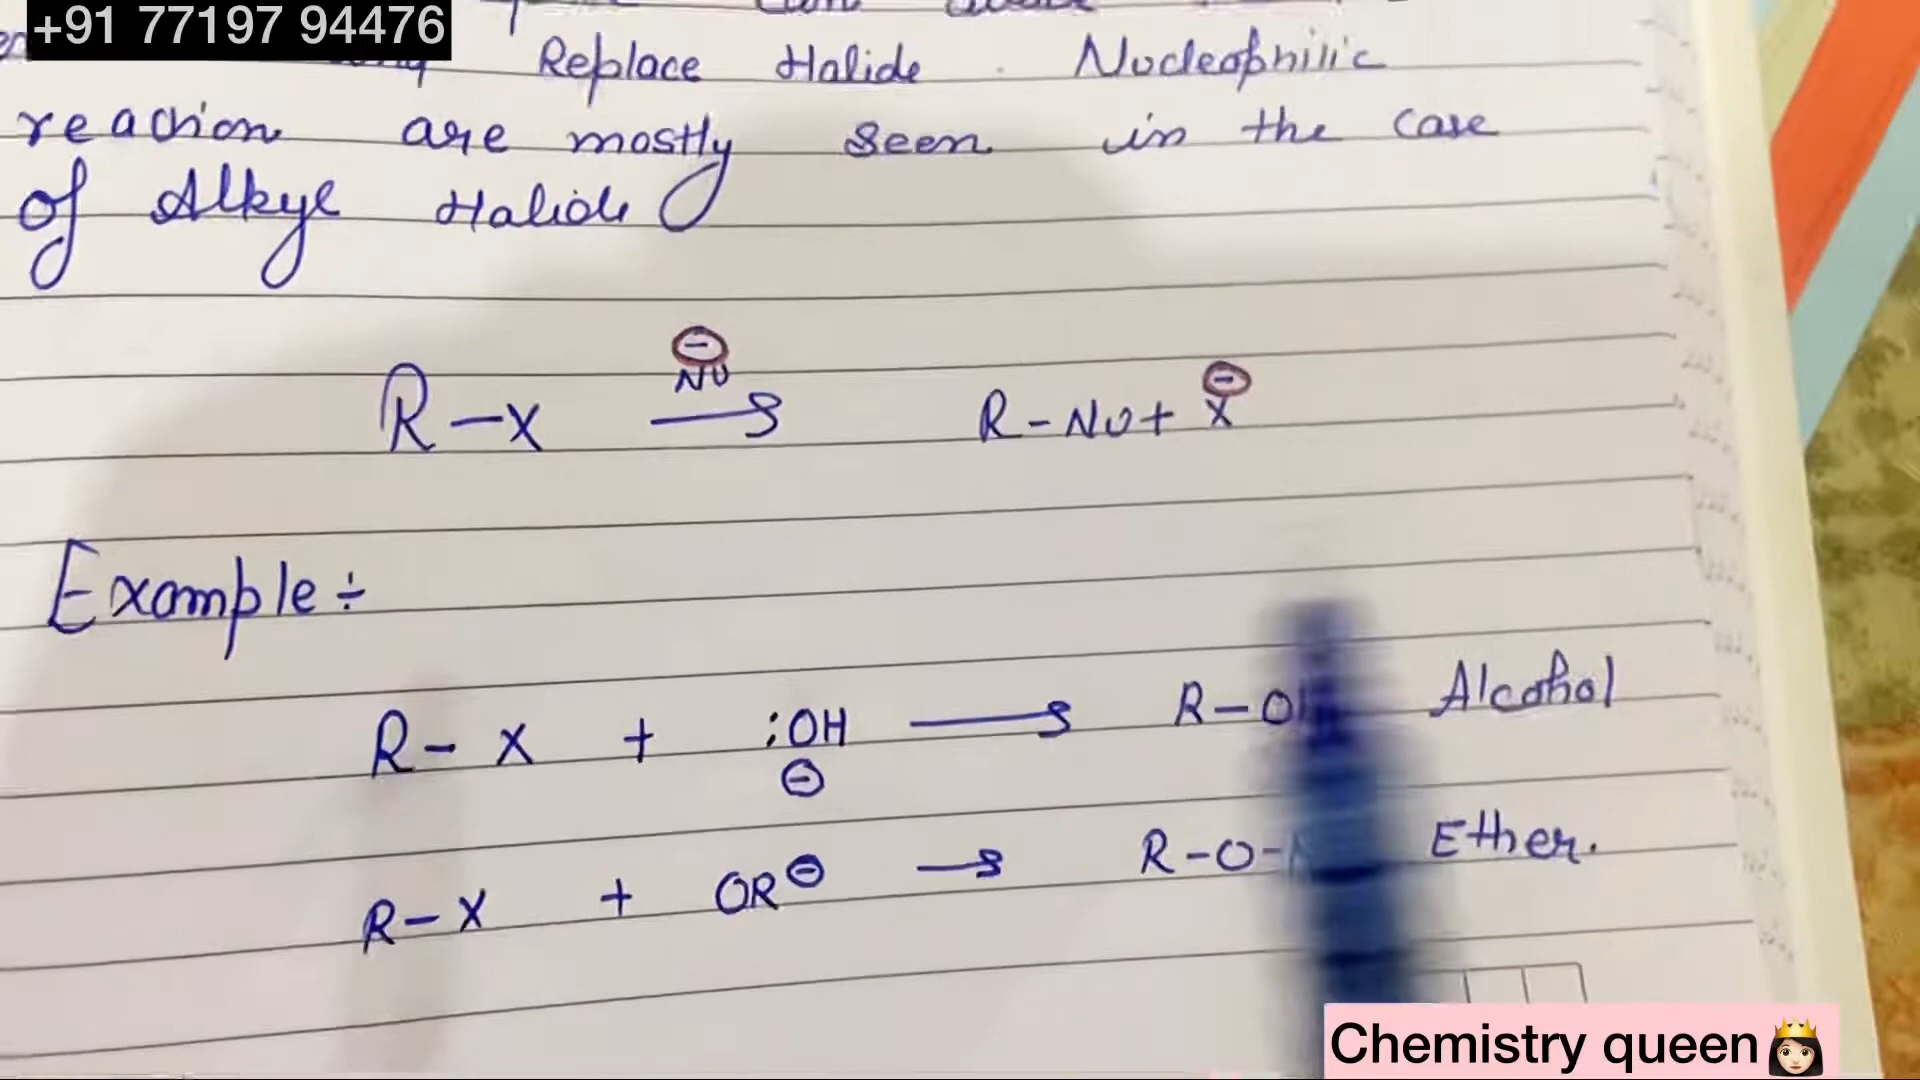 +91 77197 94476
Replace Halide. Nucleophilic
reaction are mostly seen in the case
of Alkyl Halide
R-X Nu⊖ → R-Nu + X⊖
Example ÷
R-X + :OH⊖ → R-O Alcohol
R-X + OR⊖ → R-O- Ether.
Chemistry queen👸🏻